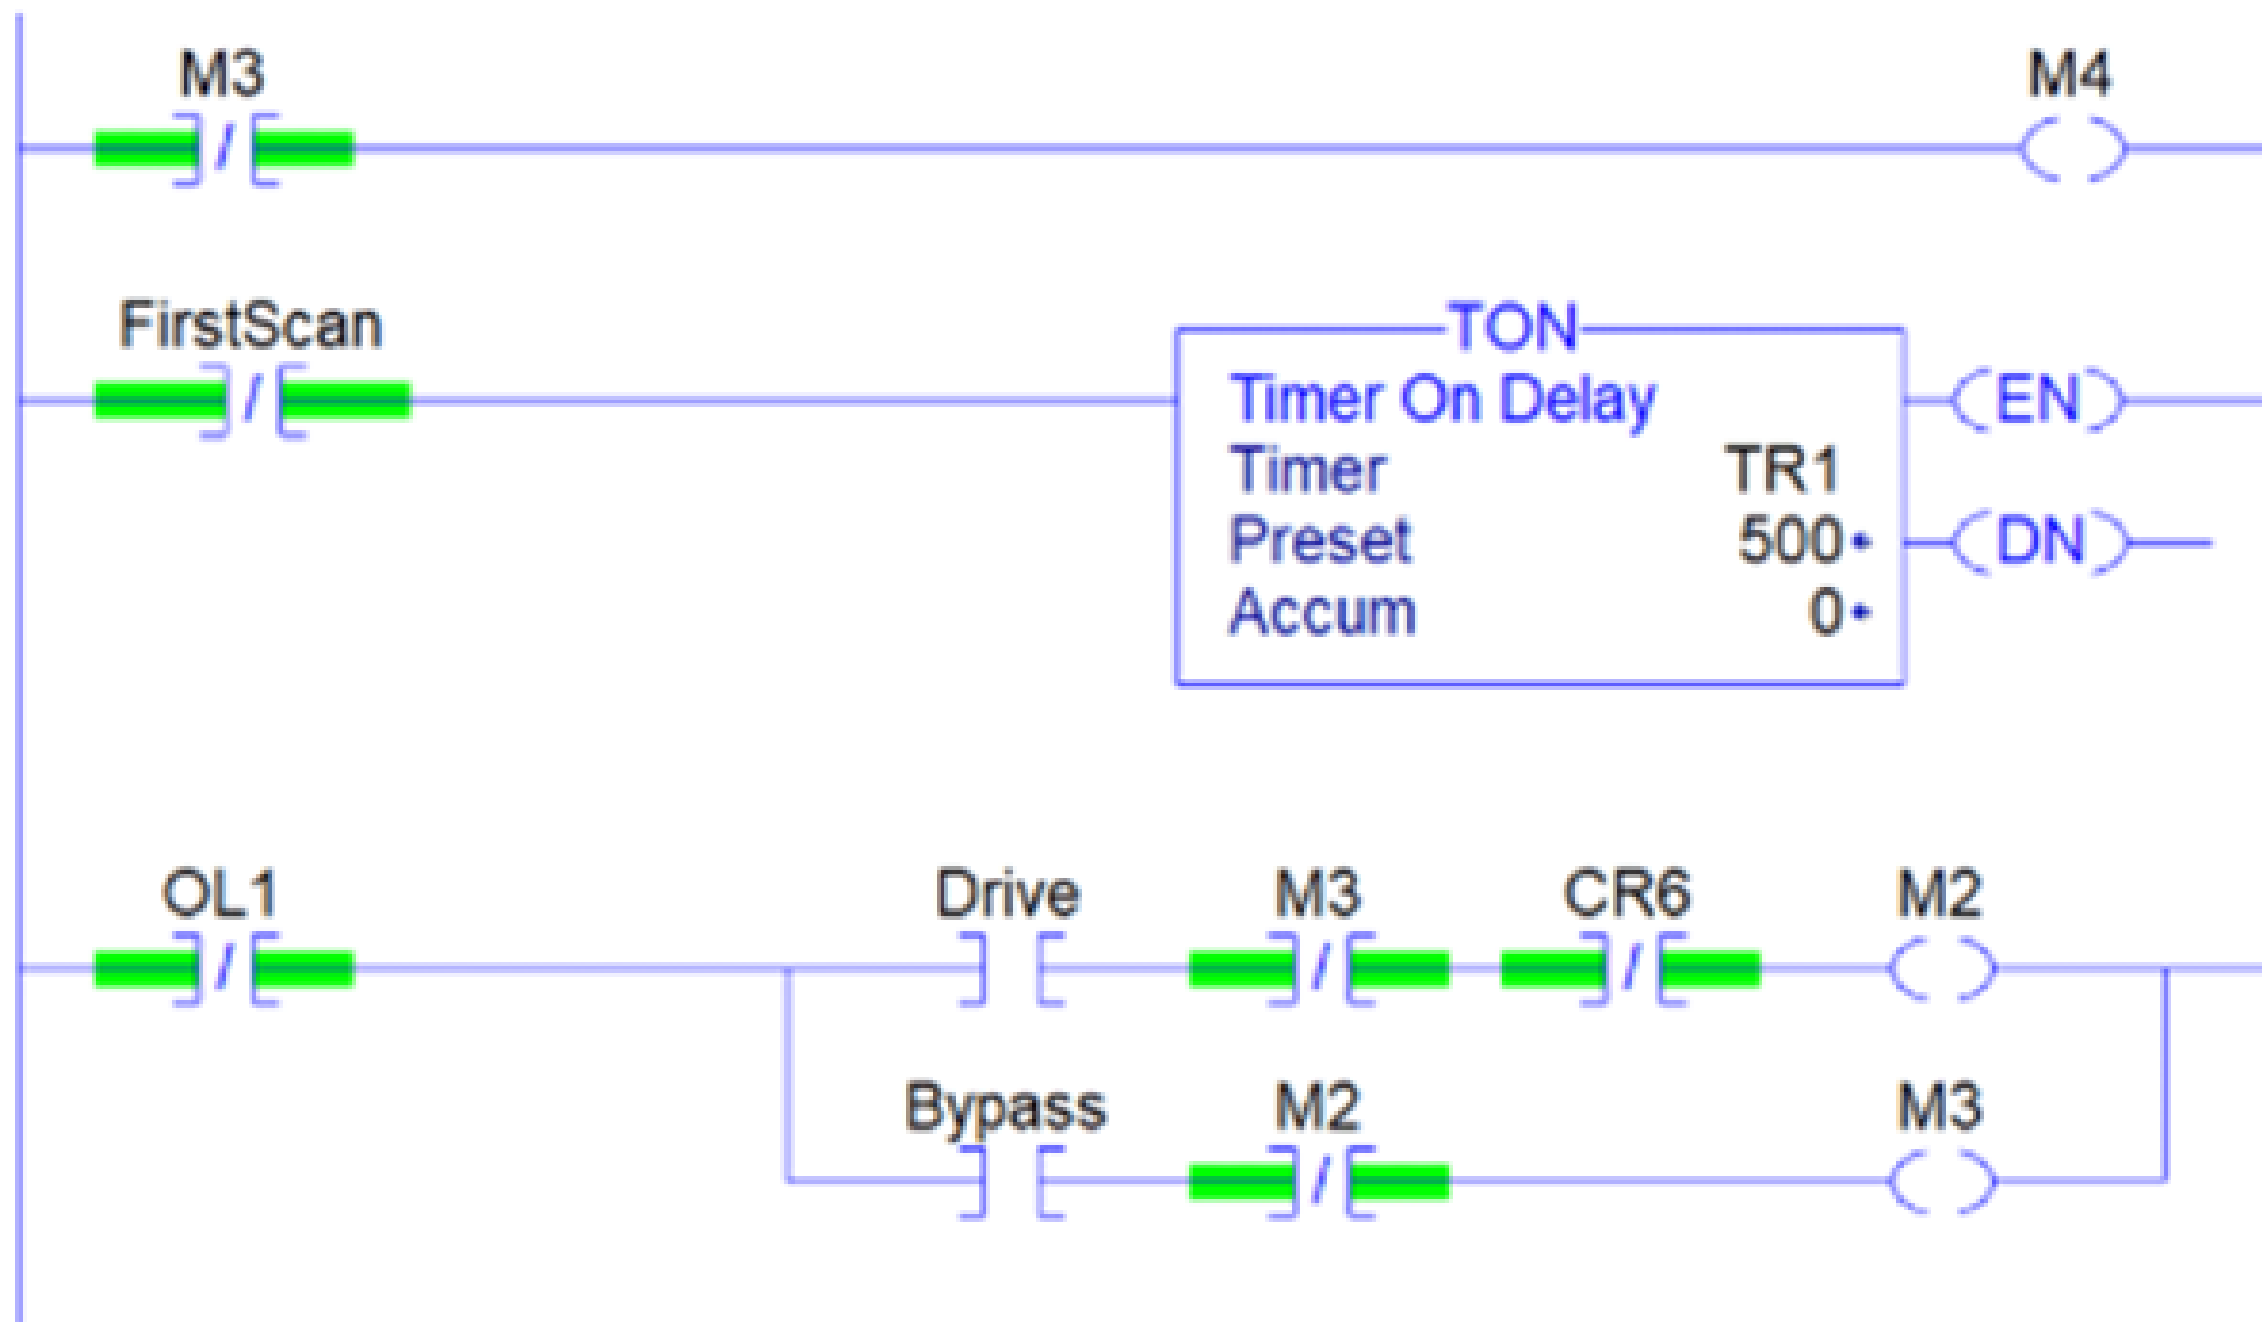 M3 M4
FirstScan
TON
Timer On Delay EN
Timer TR1
Preset 500 DN
Accum 0
OL1 Drive M3 CR6 M2
Bypass M2 M3